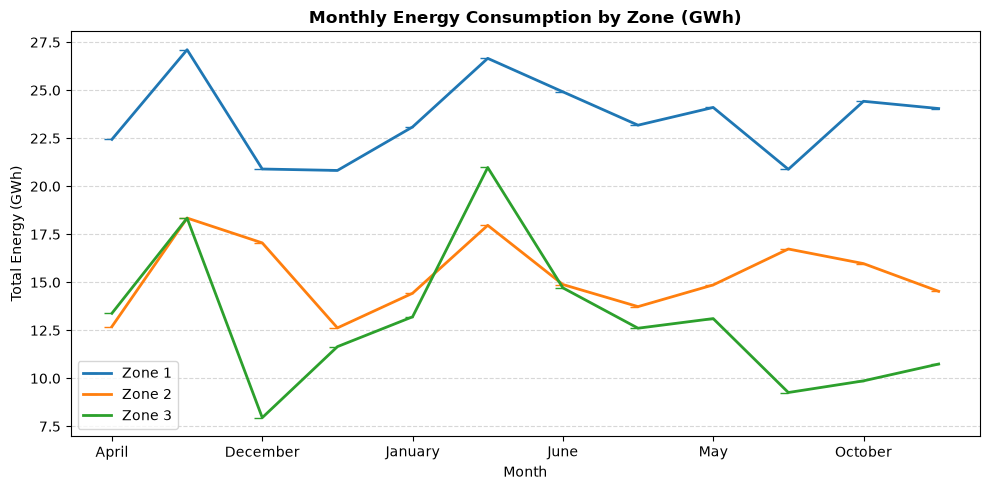 Monthly Energy Consumption by Zone (GWh)
Total Energy (GWh)
27.5
25.0
22.5
20.0
17.5
15.0
12.5
10.0
7.5
Zone 1
Zone 2
Zone 3
April
December
January
June
May
October
Month